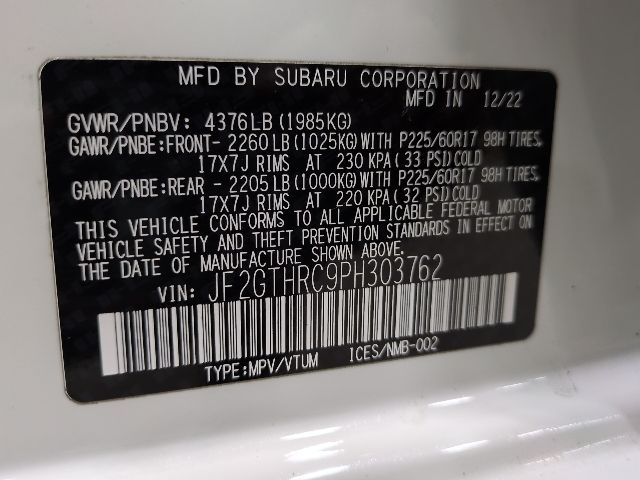 MFD BY SUBARU CORPORATION
MFD IN 12/22
GVWR/PNBV: 4376LB(1985KG)
GAWR/PNBE:FRONT- 2260LB(1025KG)WITH P225/60R17 98H TIRES,
17X7J RIMS AT 230 KPA(33 PSI)COLD
GAWR/PNBE:REAR - 2205LB(1000KG)WITH P225/60R17 98H TIRES,
17X7J RIMS AT 220 KPA(32 PSI)COLD
THIS VEHICLE CONFORMS TO ALL APPLICABLE FEDERAL MOTOR
VEHICLE SAFETY AND THEFT PREVENTION STANDARDS IN EFFECT ON
THE DATE OF MANUFACTURE SHOWN ABOVE.
VIN: JF2GTHRC9PH303762
TYPE:MPV/VTUM ICES/NMB-002